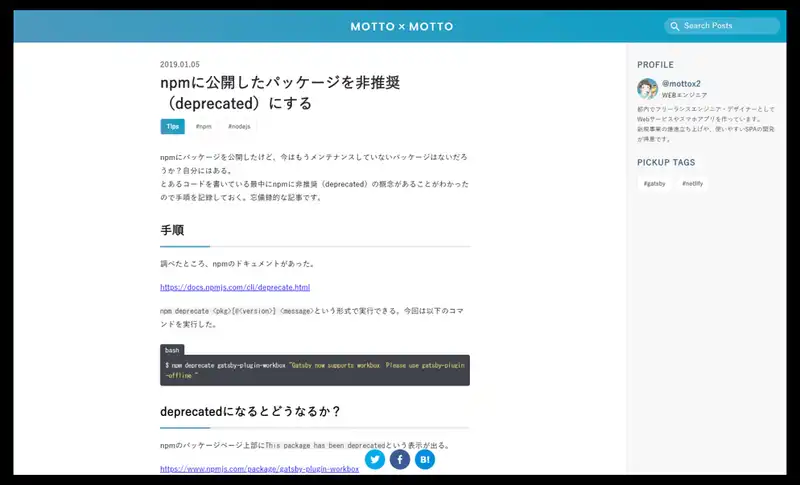 MOTTO × MOTTO
Search Posts
2019.01.05
npmに公開したパッケージを非推奨
（deprecated）にする
Tips
#npm
#nodejs
npmにパッケージを公開したけど、今はもうメンテナンスしていないパッケージはないだろ
うか？自分にはある。
とあるコードを書いている最中にnpmに非推奨（deprecated）の概念があることがわかった
ので手順を記録しておく。忘備録的な記事です。
手順
調べたところ、npmのドキュメントがあった。
https://docs.npmjs.com/cli/deprecate.html
npm deprecate <pkg>[@<version>] <message>という形式で実行できる。今回は以下のコマ
ンドを実行した。
bash
$ npm deprecate gatsby-plugin-workbox "Gatsby now supports workbox. Please use gatsby-plugin
-offline."
deprecatedになるとどうなるか？
npmのパッケージページ上部にThis package has been deprecatedという表示が出る。
https://www.npmjs.com/package/gatsby-plugin-workbox
B!
PROFILE
@mottox2
WEBエンジニア
都内でフリーランスエンジニア・デザイナーとして
Webサービスやスマホアプリを作っています。
新規事業の爆速立ち上げや、使いやすいSPAの開発
が得意です。
PICKUP TAGS
#gatsby
#netlify